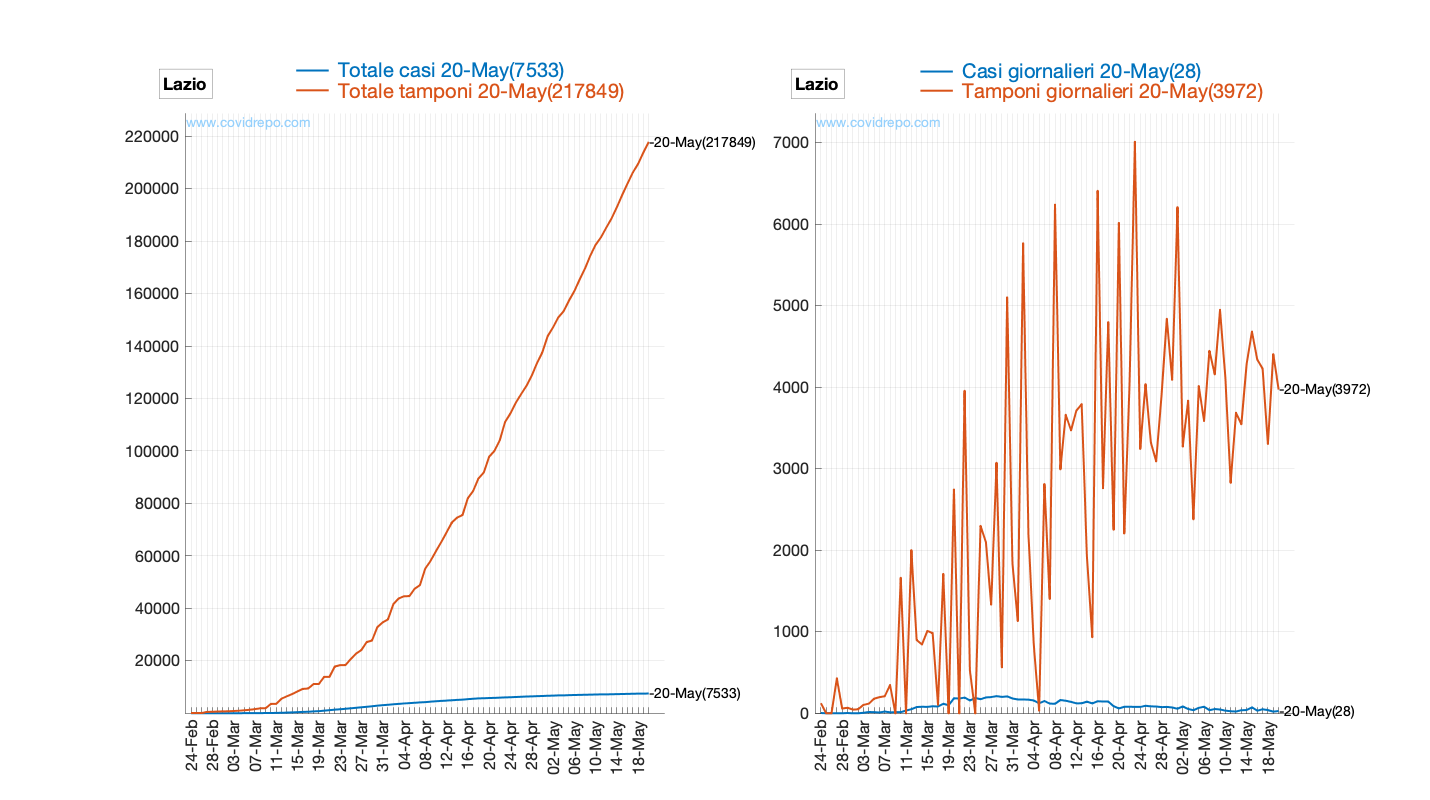 Lazio
Totale casi 20-May(7533)
Totale tamponi 20-May(217849)
www.covidrepo.com
220000
200000
180000
160000
140000
120000
100000
80000
60000
40000
20000
20-May(217849)
20-May(7533)
24-Feb
28-Feb
03-Mar
07-Mar
11-Mar
15-Mar
19-Mar
23-Mar
27-Mar
31-Mar
04-Apr
08-Apr
12-Apr
16-Apr
20-Apr
24-Apr
28-Apr
02-May
06-May
10-May
14-May
18-May
Lazio
Casi giornalieri 20-May(28)
Tamponi giornalieri 20-May(3972)
www.covidrepo.com
7000
6000
5000
4000
3000
2000
1000
0
20-May(3972)
20-May(28)
24-Feb
28-Feb
03-Mar
07-Mar
11-Mar
15-Mar
19-Mar
23-Mar
27-Mar
31-Mar
04-Apr
08-Apr
12-Apr
16-Apr
20-Apr
24-Apr
28-Apr
02-May
06-May
10-May
14-May
18-May